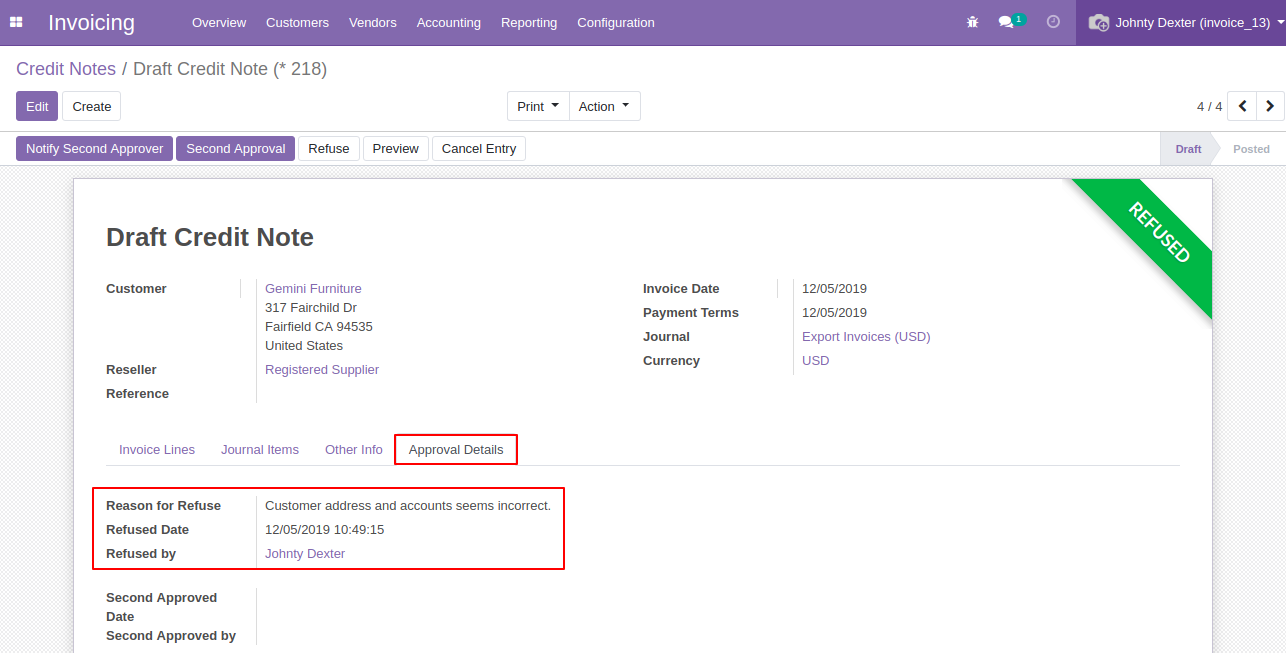 Invoicing Overview Customers Vendors Accounting Reporting Configuration 1 Johnty Dexter (invoice_13)
Credit Notes / Draft Credit Note (* 218)
Edit Create Print Action 4 / 4
Notify Second Approver Second Approval Refuse Preview Cancel Entry Draft Posted
REFUSED
Draft Credit Note
Customer Gemini Furniture Invoice Date 12/05/2019
317 Fairchild Dr Payment Terms 12/05/2019
Fairfield CA 94535 Journal Export Invoices (USD)
United States Currency USD
Reseller Registered Supplier
Reference
Invoice Lines Journal Items Other Info Approval Details
Reason for Refuse Customer address and accounts seems incorrect.
Refused Date 12/05/2019 10:49:15
Refused by Johnty Dexter
Second Approved
Date
Second Approved by